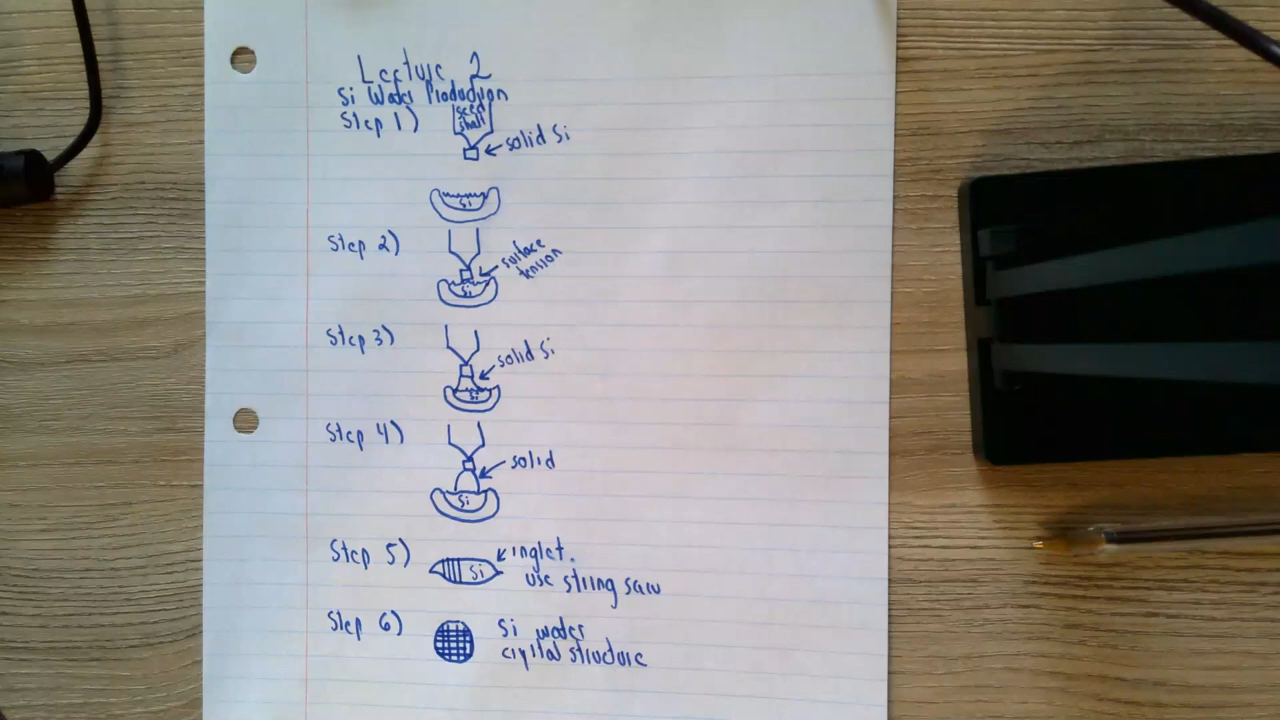 Lecture 2
Si Wafer Production
Step 1)
seed
shaft
solid Si
Si
Step 2)
surface
tension
Si
Step 3)
solid Si
Si
Step 4)
solid
Si
Step 5)
inglet.
Si
use string saw
Step 6)
Si wafer
crystal structure